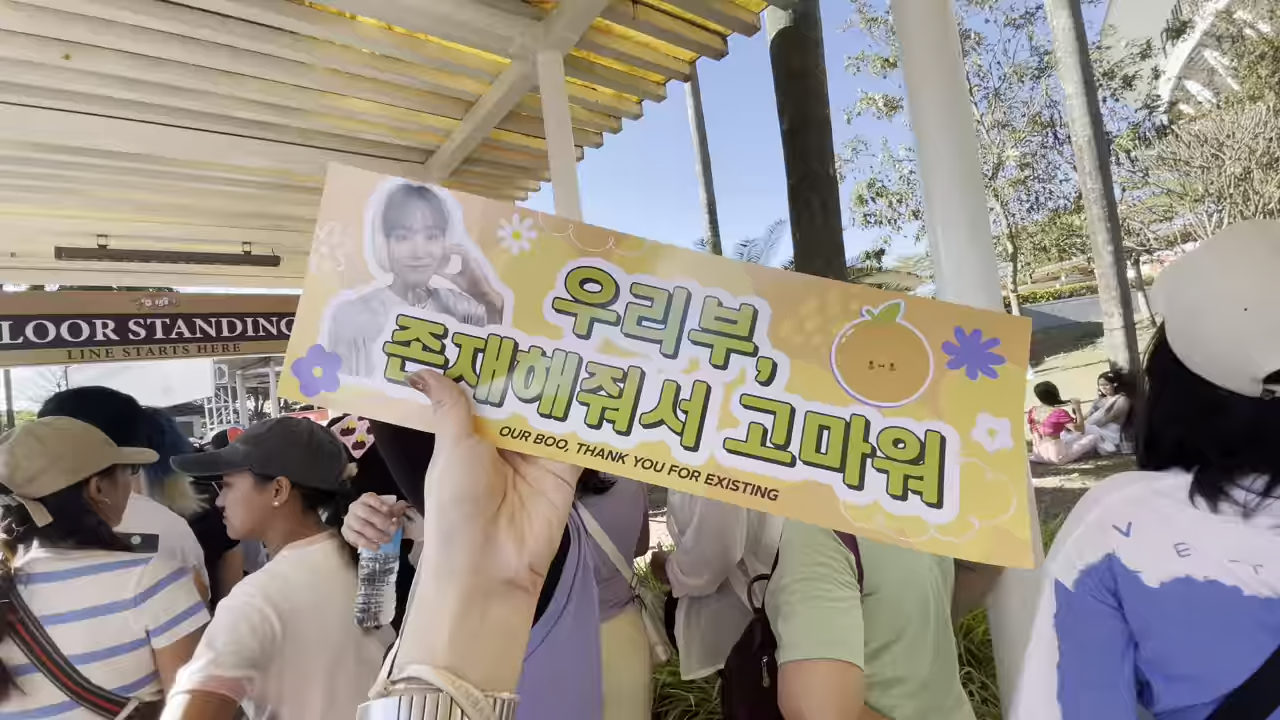 LOOR STANDING
LINE STARTS HERE
우리부,
존재해줘서 고마워
OUR BOO, THANK YOU FOR EXISTING